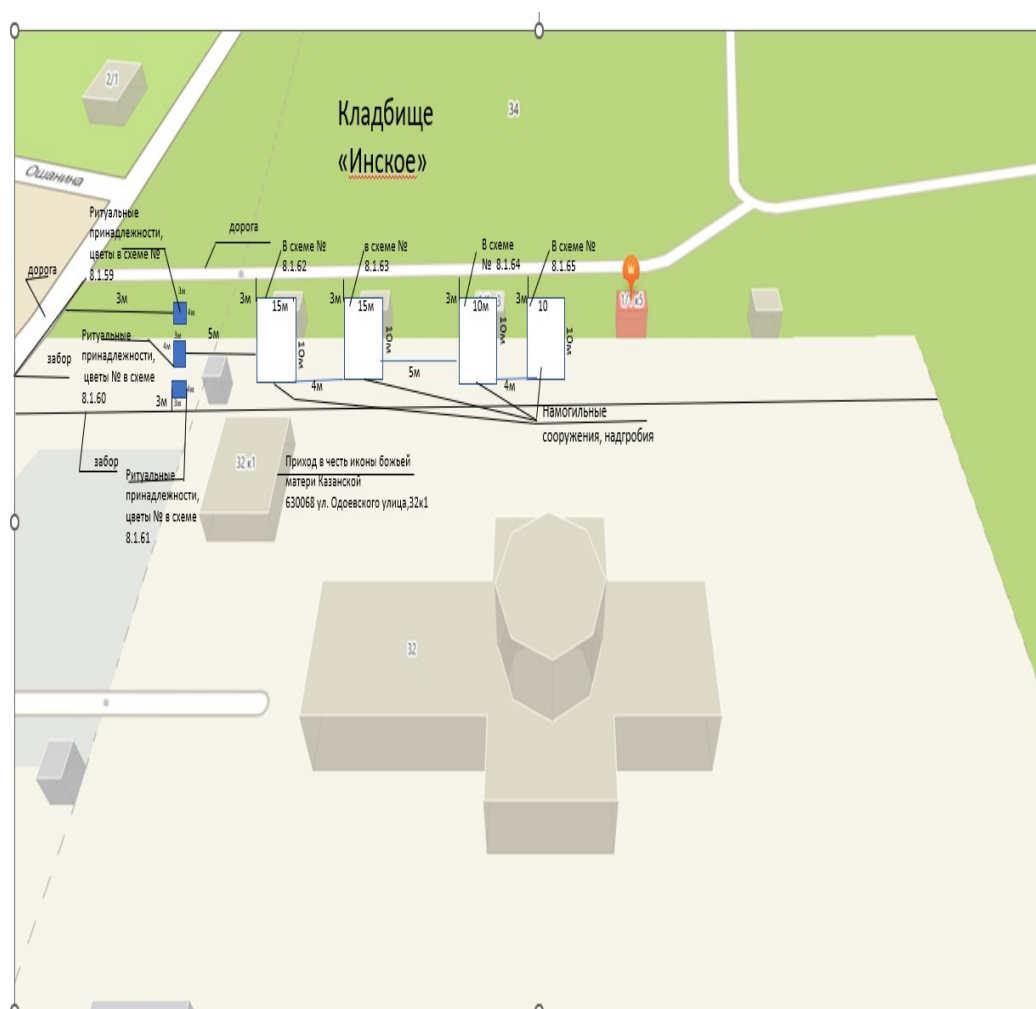 2/1
34
Кладбище
«Инское»
Ошанина
Ритуальные
принадлежности,
цветы в схеме №
8.1.59
дорога
дорога
В схеме №
8.1.62
в схеме №
8.1.63
В схеме
№ 8.1.64
В схеме №
8.1.65
3м
3м
4м
3м
15м
10м
3м
15м
10м
3м
10м
10м
3м
10
10м
забор
Ритуальные
принадлежности,
цветы № в схеме
8.1.60
3м
4м
5м
4м
5м
4м
3м
4м
3м
забор
Ритуальные
принадлежности,
цветы № в схеме
8.1.61
Намогильные
сооружения, надгробия
32 к1
Приход в честь иконы божьей
матери Казанской
630068 ул. Одоевского улица,32к1
32